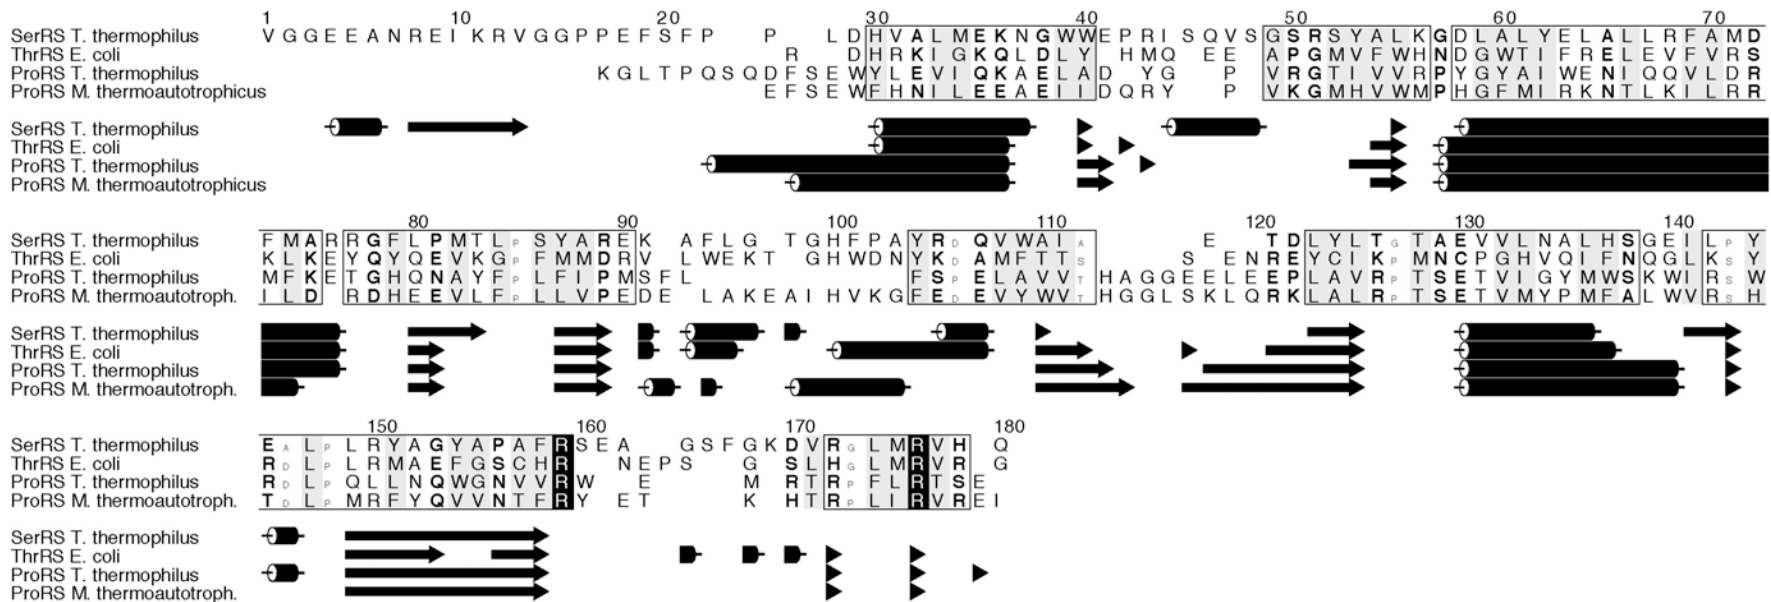 1 10 20 30 40 50 60 70
SerRS T. thermophilus V G G E E A N R E I K R V G G P P E F S F P P L D H V A L M E K N G W W E P R I S Q V S G S R S Y A L K G D L A L Y E L A L L R F A M D
ThrRS E. coli R D H R K I G K Q L D L Y H M Q E E A P G M V F W H N D G W T I F R E L E V F V R S
ProRS T. thermophilus K G L T P Q S Q D F S E W Y L E V I Q K A E L A D Y G P V R G T I V V R P Y G Y A I W E N I Q Q V L D R
ProRS M. thermoautotrophicus E F S E W F H N I L E E A E I I D Q R Y P V K G M H V W M P H G F M I R K N T L K I L R R
SerRS T. thermophilus
ThrRS E. coli
ProRS T. thermophilus
ProRS M. thermoautotrophicus
80 90 100 110 120 130 140
SerRS T. thermophilus F M A R R G F L P M T L P S Y A R E K A F L G T G H F P A Y R D Q V W A I A E T D L Y L T G T A E V V L N A L H S G E I L P Y
ThrRS E. coli K L K E Y Q Y Q E V K G P F M M D R V L W E K T G H W D N Y K D A M F T T S S E N R E Y C I K P M N C P G H V Q I F N Q G L K S Y
ProRS T. thermophilus M F K E T G H Q N A Y F P L F I P M S F L F S P E L A V V T H A G G E E L E E P L A V R P T S E T V I G Y M W S K W I R S W
ProRS M. thermoautotroph. I L D R D H E E V L F P L L V P E D E L A K E A I H V K G F E D E V Y W V T H G G L S K L Q R K L A L R P T S E T V M Y P M F A L W V R S H
SerRS T. thermophilus
ThrRS E. coli
ProRS T. thermophilus
ProRS M. thermoautotroph.
150 160 170 180
SerRS T. thermophilus E A L P L R Y A G Y A P A F R S E A G S F G K D V R G L M R V H Q
ThrRS E. coli R D L P L R M A E F G S C H R N E P S G S L H G L M R V R G
ProRS T. thermophilus R D L P Q L L N Q W G N V V R W E M R T R P F L R T S E
ProRS M. thermoautotroph. T D L P M R F Y Q V V N T F R Y E T K H T R P L I R V R E I
SerRS T. thermophilus
ThrRS E. coli
ProRS T. thermophilus
ProRS M. thermoautotroph.